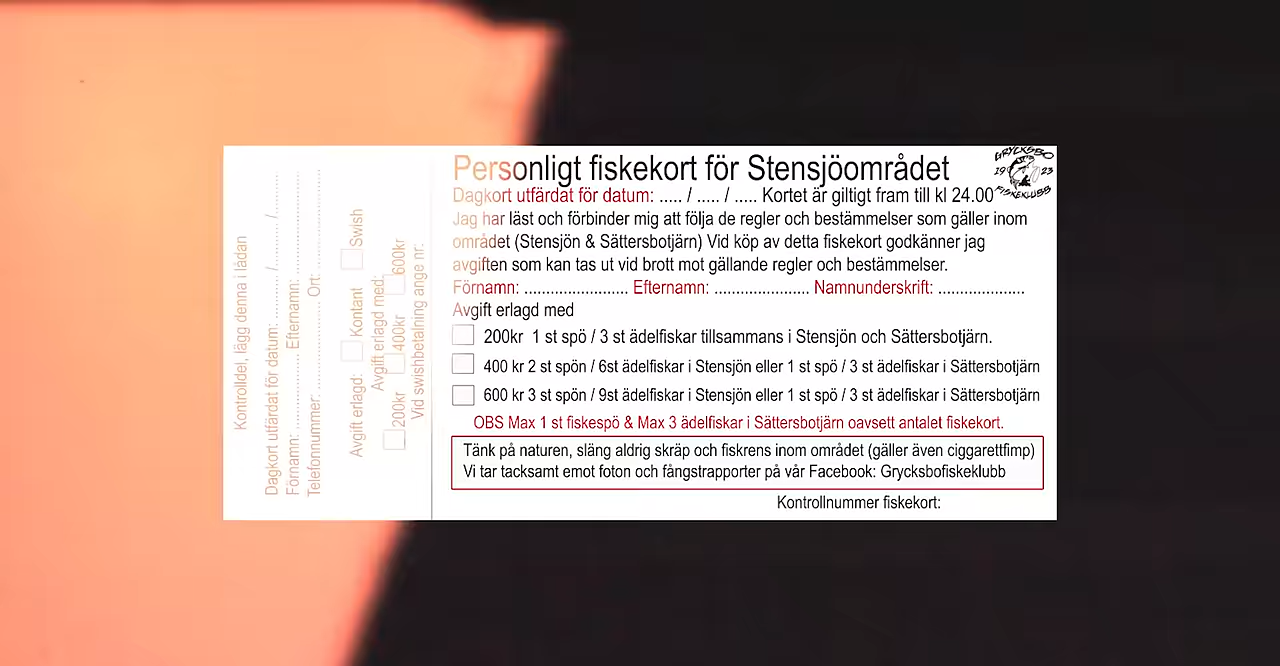 Personligt fiskekort för Stensjöområdet
GRYCKSBO
1923
FISKEKLUBB
Dagkort utfärdat för datum: ..... / ..... / ..... Kortet är giltigt fram till kl 24.00
Jag har läst och förbinder mig att följa de regler och bestämmelser som gäller inom
området (Stensjön & Sättersbotjärn) Vid köp av detta fiskekort godkänner jag
avgiften som kan tas ut vid brott mot gällande regler och bestämmelser.
Förnamn: ....................... Efternamn: ..................... Namnunderskrift: ...................
Avgift erlagd med
200kr 1 st spö / 3 st ädelfiskar tillsammans i Stensjön och Sättersbotjärn.
400 kr 2 st spön / 6st ädelfiskar i Stensjön eller 1 st spö / 3 st ädelfiskar i Sättersbotjärn
600 kr 3 st spön / 9st ädelfiskar i Stensjön eller 1 st spö / 3 st ädelfiskar i Sättersbotjärn
OBS Max 1 st fiskespö & Max 3 ädelfiskar i Sättersbotjärn oavsett antalet fiskekort.
Tänk på naturen, släng aldrig skräp och fiskrens inom området (gäller även ciggarettfimp)
Vi tar tacksamt emot foton och fångstrapporter på vår Facebook: Grycksbofiskeklubb
Kontrollnummer fiskekort:
Kontrolldel, lägg denna i lådan
Dagkort utfärdat för datum: ........... / ........... / ...........
Förnamn: ................... Efternamn: .......................
Telefonnummer: ....................... Ort: .......................
Avgift erlagd: Kontant Swish
Avgift erlagd med:
200kr 400kr 600kr
Vid swishbetalning ange nr: